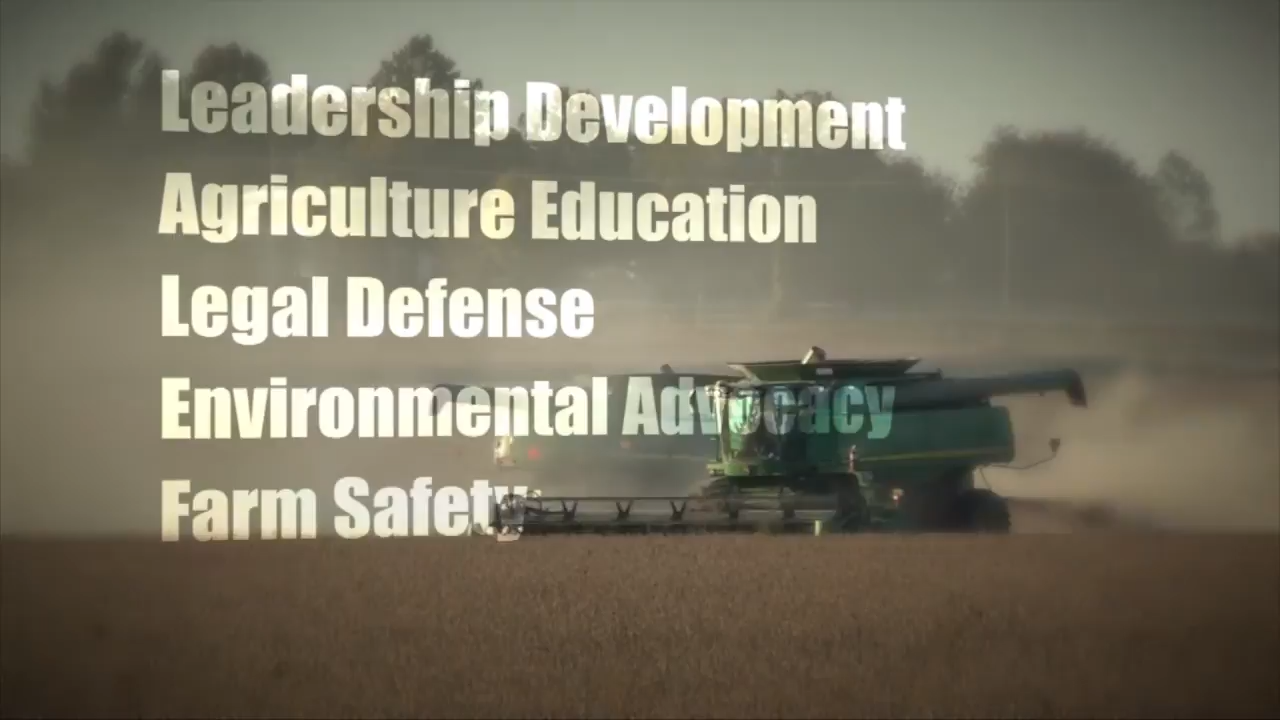 Leadership Development
Agriculture Education
Legal Defense
Environmental Advocacy
Farm Safety